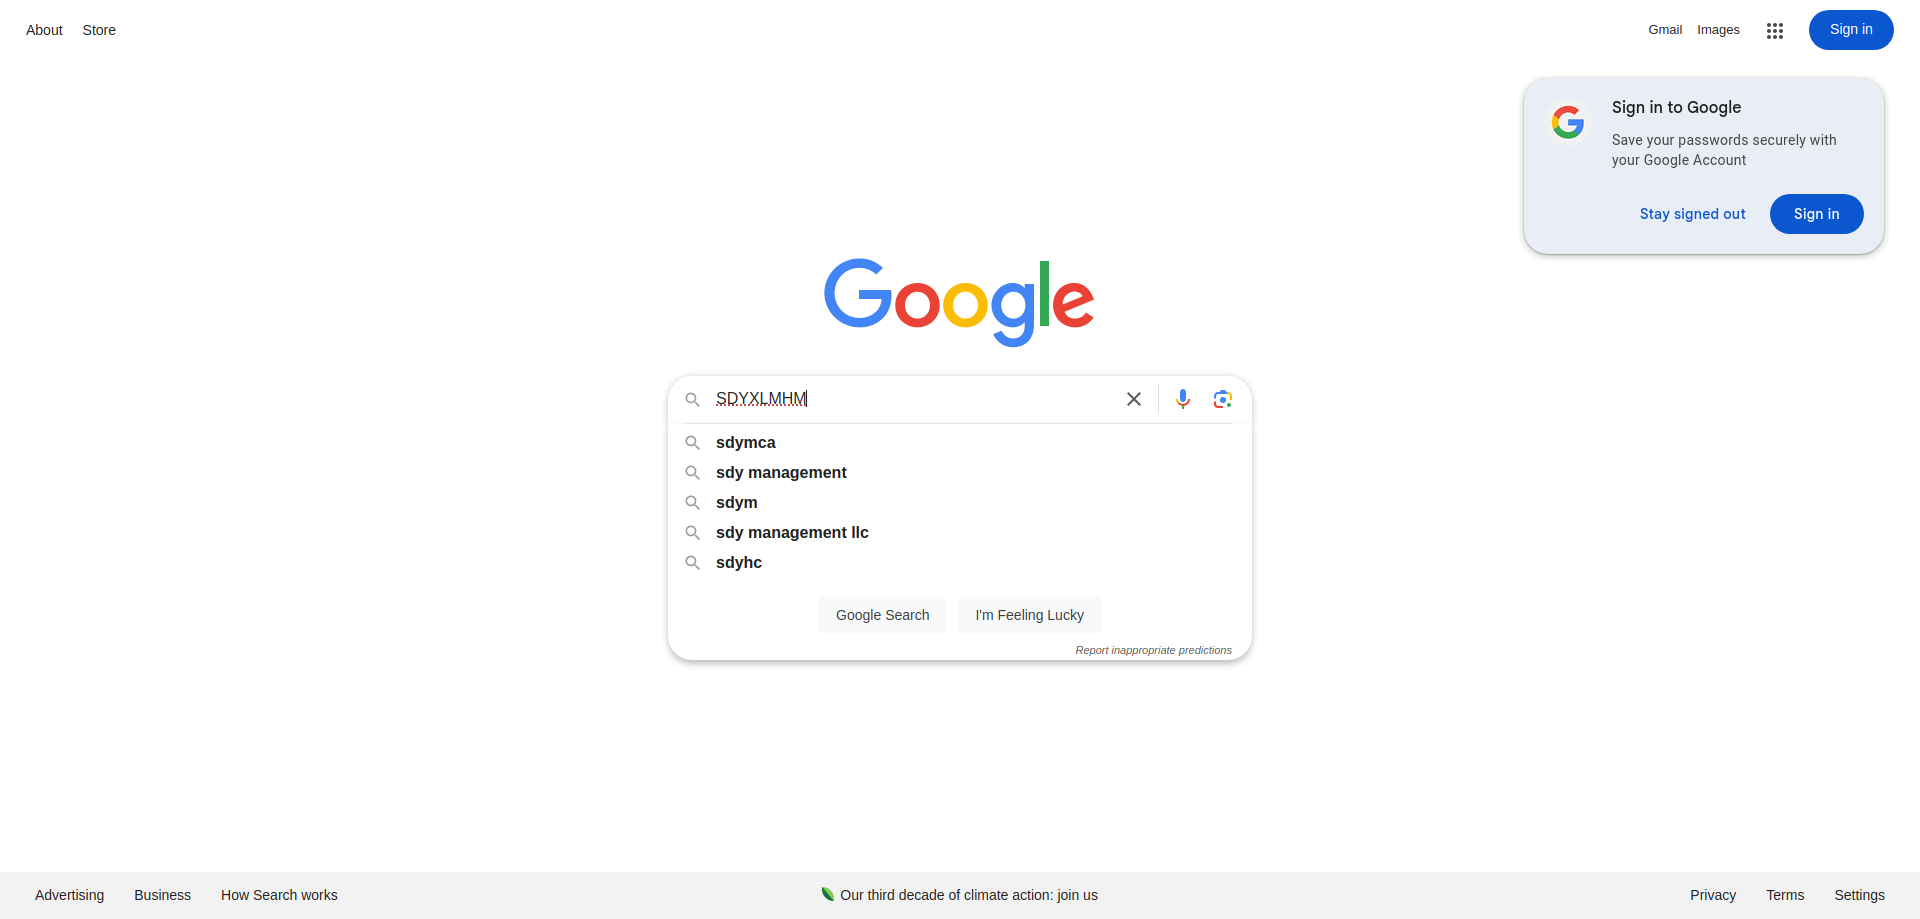 About Store
Gmail Images Sign in
Sign in to Google
Save your passwords securely with
your Google Account
Stay signed out Sign in
Google
SDYXLMHM
sdymca
sdy management
sdym
sdy management llc
sdyhc
Google Search I'm Feeling Lucky
Report inappropriate predictions
Advertising Business How Search works
Our third decade of climate action: join us
Privacy Terms Settings